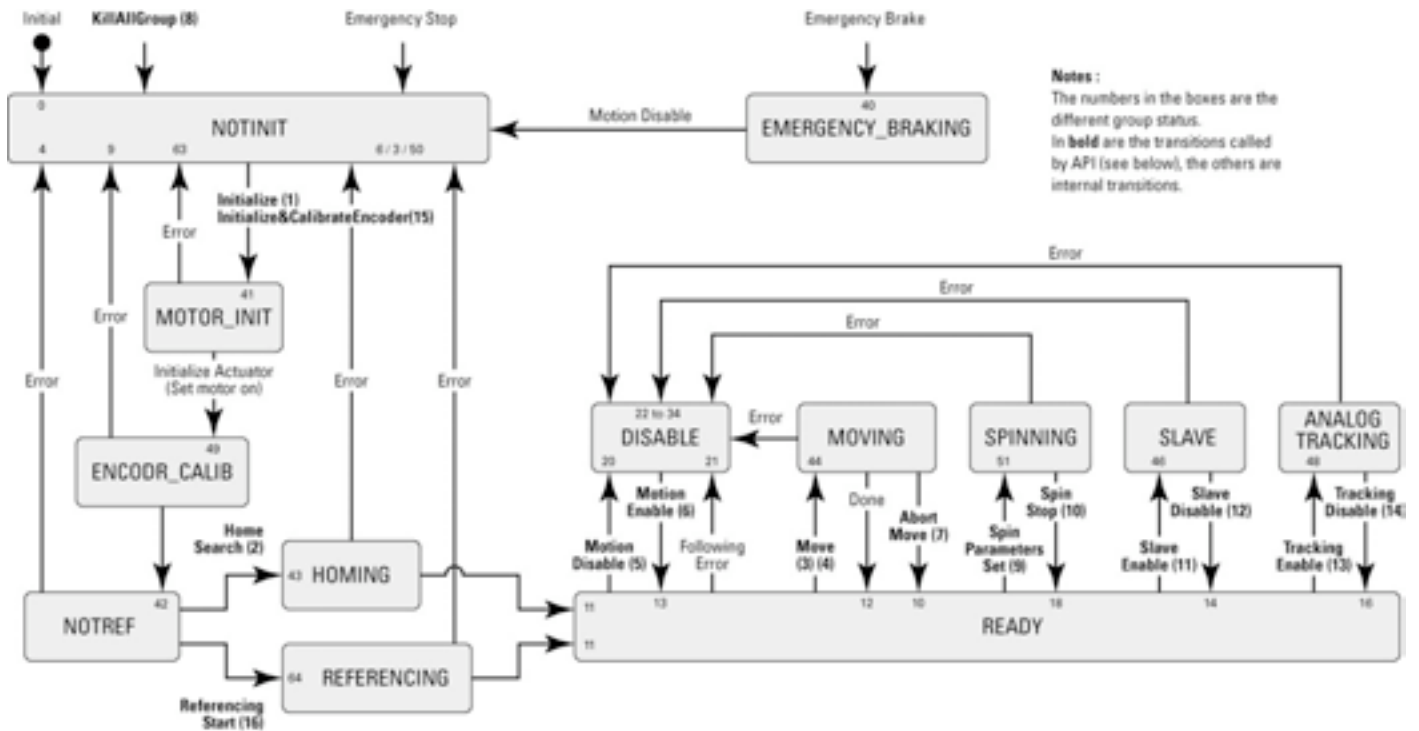 Initial
KillAllGroup (8)
Emergency Stop
Emergency Brake
0
NOTINIT
4
9
63
6 / 3 / 50
Motion Disable
40
EMERGENCY_BRAKING
Notes :
The numbers in the boxes are the
different group status.
In bold are the transitions called
by API (see below), the others are
internal transitions.
Initialize (1)
Initialize&CalibrateEncoder(15)
Error
41
MOTOR_INIT
Error
Initialize Actuator
(Set motor on)
Error
Error
Error
49
ENCODR_CALIB
Home
Search (2)
43
HOMING
42
NOTREF
64
REFERENCING
Referencing
Start (16)
Error
Error
Error
22 to 34
DISABLE
20
21
Error
MOVING
44
SPINNING
51
SLAVE
46
ANALOG
TRACKING
48
Motion
Disable (5)
Motion
Enable (6)
Following
Error
Move
(3) (4)
Done
Abort
Move (7)
Spin
Parameters
Set (9)
Spin
Stop (10)
Slave
Enable (11)
Slave
Disable (12)
Tracking
Enable (13)
Tracking
Disable (14)
11
13
12
10
18
14
16
READY
11